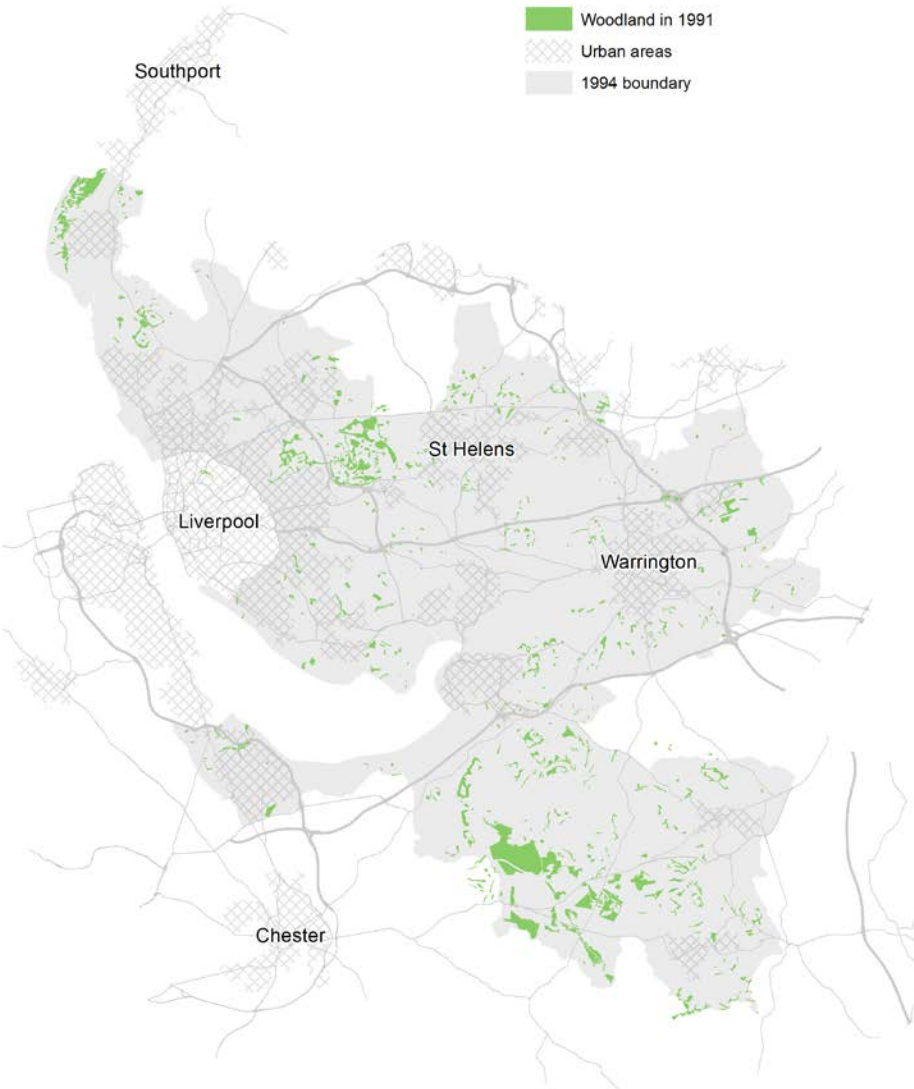 Woodland in 1991
Urban areas
1994 boundary
Southport
St Helens
Liverpool
Warrington
Chester